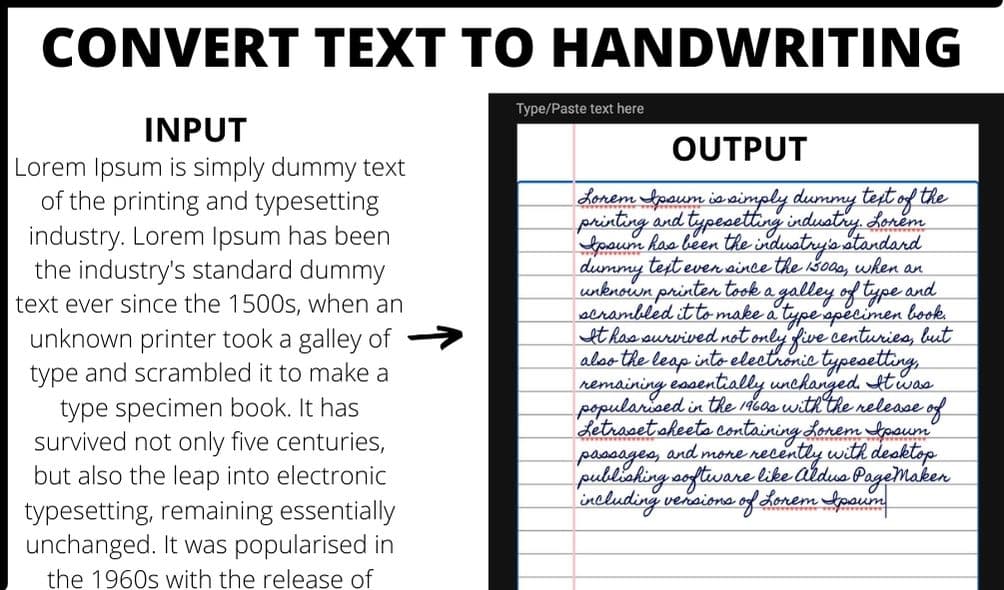 CONVERT TEXT TO HANDWRITING
INPUT
Lorem Ipsum is simply dummy text
of the printing and typesetting
industry. Lorem Ipsum has been
the industry's standard dummy
text ever since the 1500s, when an
unknown printer took a galley of
type and scrambled it to make a
type specimen book. It has
survived not only five centuries,
but also the leap into electronic
typesetting, remaining essentially
unchanged. It was popularised in
the 1960s with the release of
Type/Paste text here
OUTPUT
Lorem Ipsum is simply dummy text of the
printing and typesetting industry. Lorem
Ipsum has been the industry's standard
dummy text ever since the 1500s, when an
unknown printer took a galley of type and
scrambled it to make a type specimen book.
It has survived not only five centuries, but
also the leap into electronic typesetting,
remaining essentially unchanged. It was
popularised in the 1960s with the release of
Letraset sheets containing Lorem Ipsum
passages, and more recently with desktop
publishing software like Aldus PageMaker
including versions of Lorem Ipsum